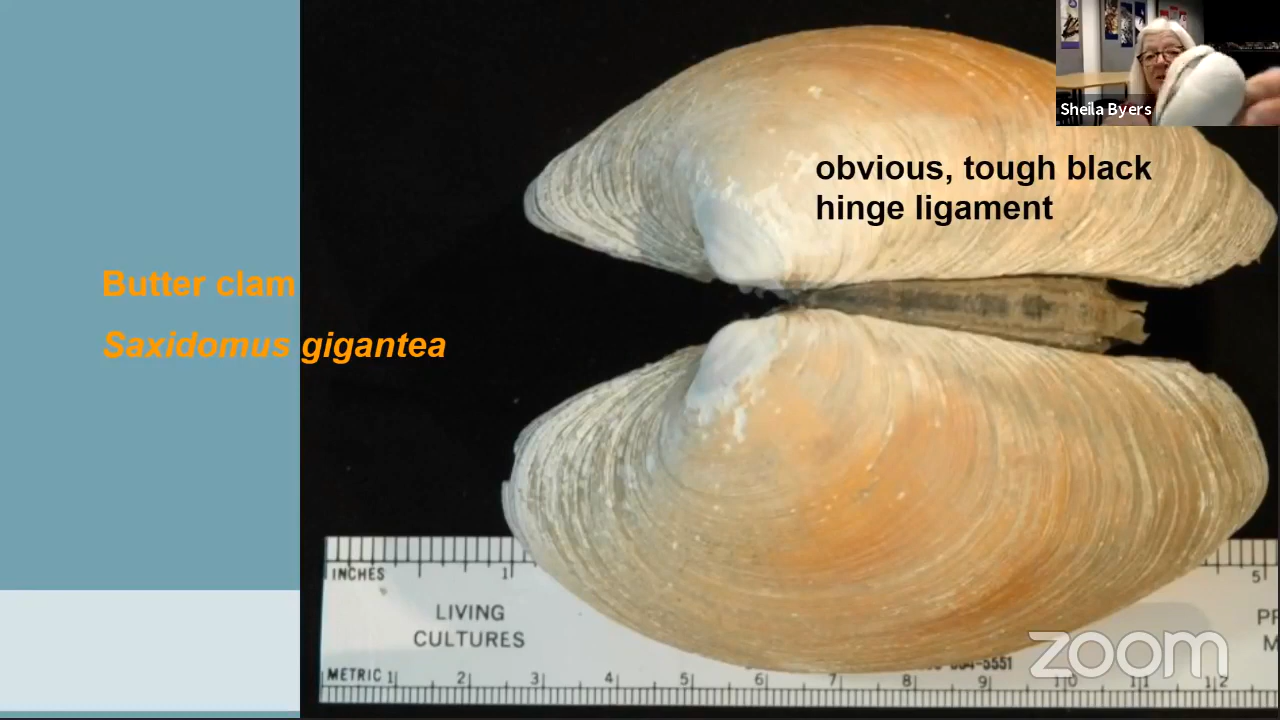 Sheila Byers
obvious, tough black
hinge ligament
Butter clam
Saxidomus gigantea
INCHES 1 5
LIVING
CULTURES
METRIC 1 2 3 4 5 6 7 8 9 10 11 12
zoom